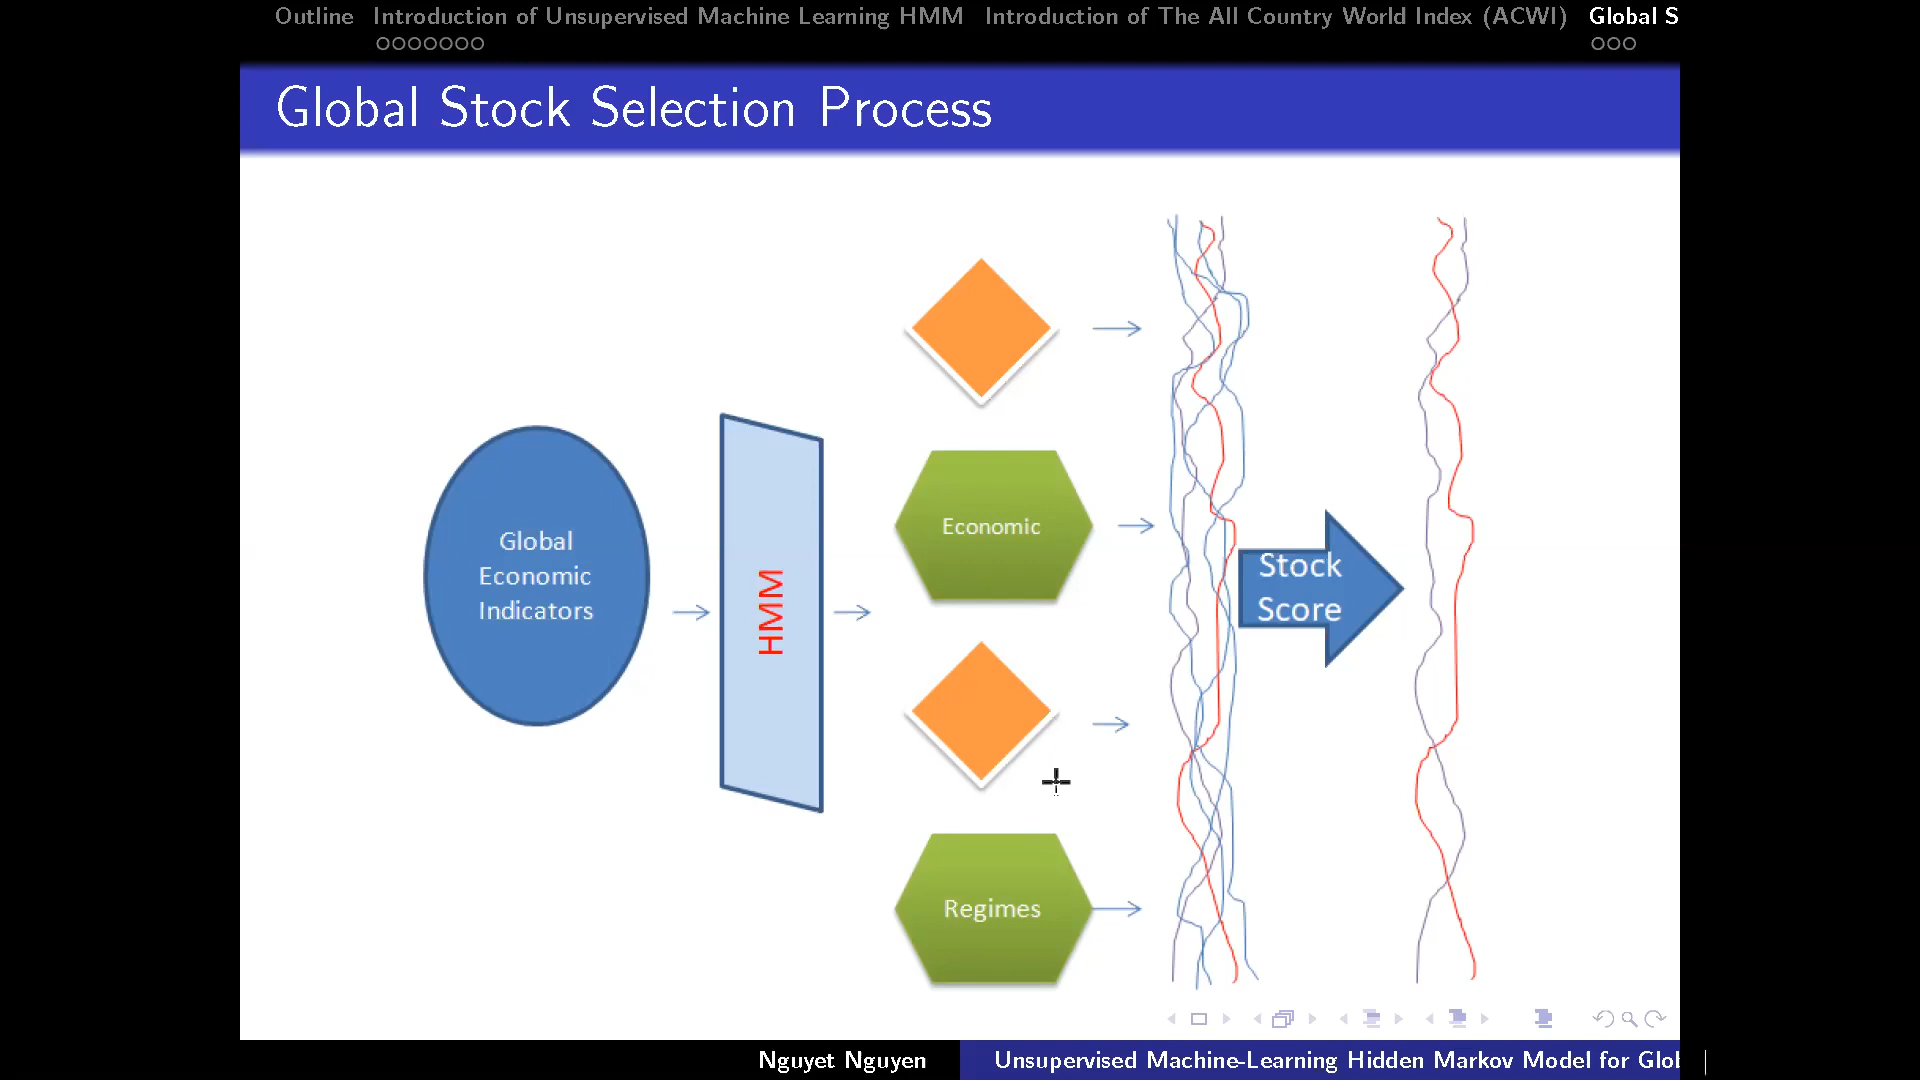 Outline Introduction of Unsupervised Machine Learning HMM Introduction of The All Country World Index (ACWI) Global S
Global Stock Selection Process
Global
Economic
Indicators
HMM
Economic
Regimes
Stock
Score
Nguyet Nguyen Unsupervised Machine-Learning Hidden Markov Model for Glob